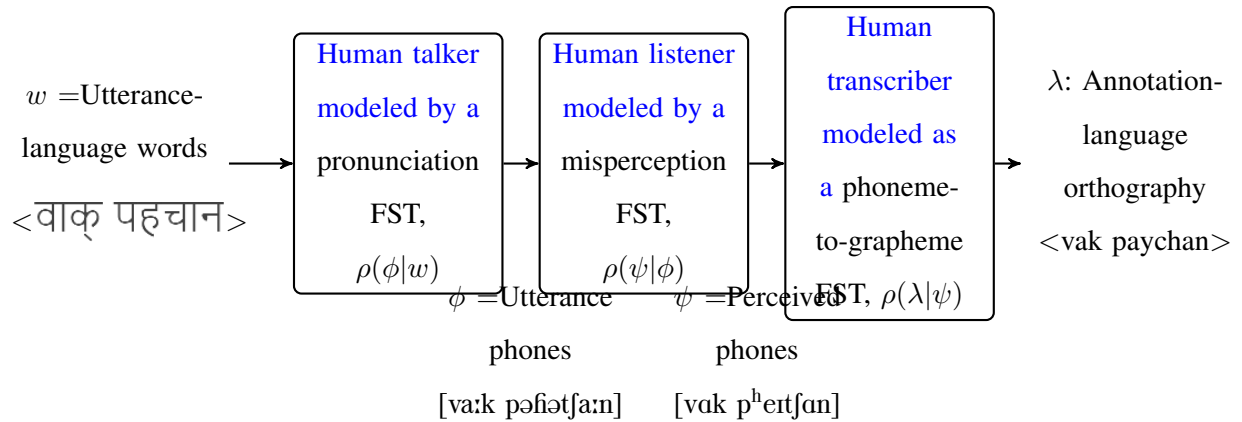 w =Utterance-
language words
<वाक् पहचान>
Human talker
modeled by a
pronunciation
FST,
ρ(ϕ|w)
Human listener
modeled by a
misperception
FST,
ρ(ψ|ϕ)
Human
transcriber
modeled as
a phoneme-
to-grapheme
FST, ρ(λ|ψ)
λ: Annotation-
language
orthography
<vak paychan>
ϕ =Utterance
phones
[vaːk pəɦətʃaːn]
ψ =Perceived
phones
[vɑk pʰeɪtʃɑn]